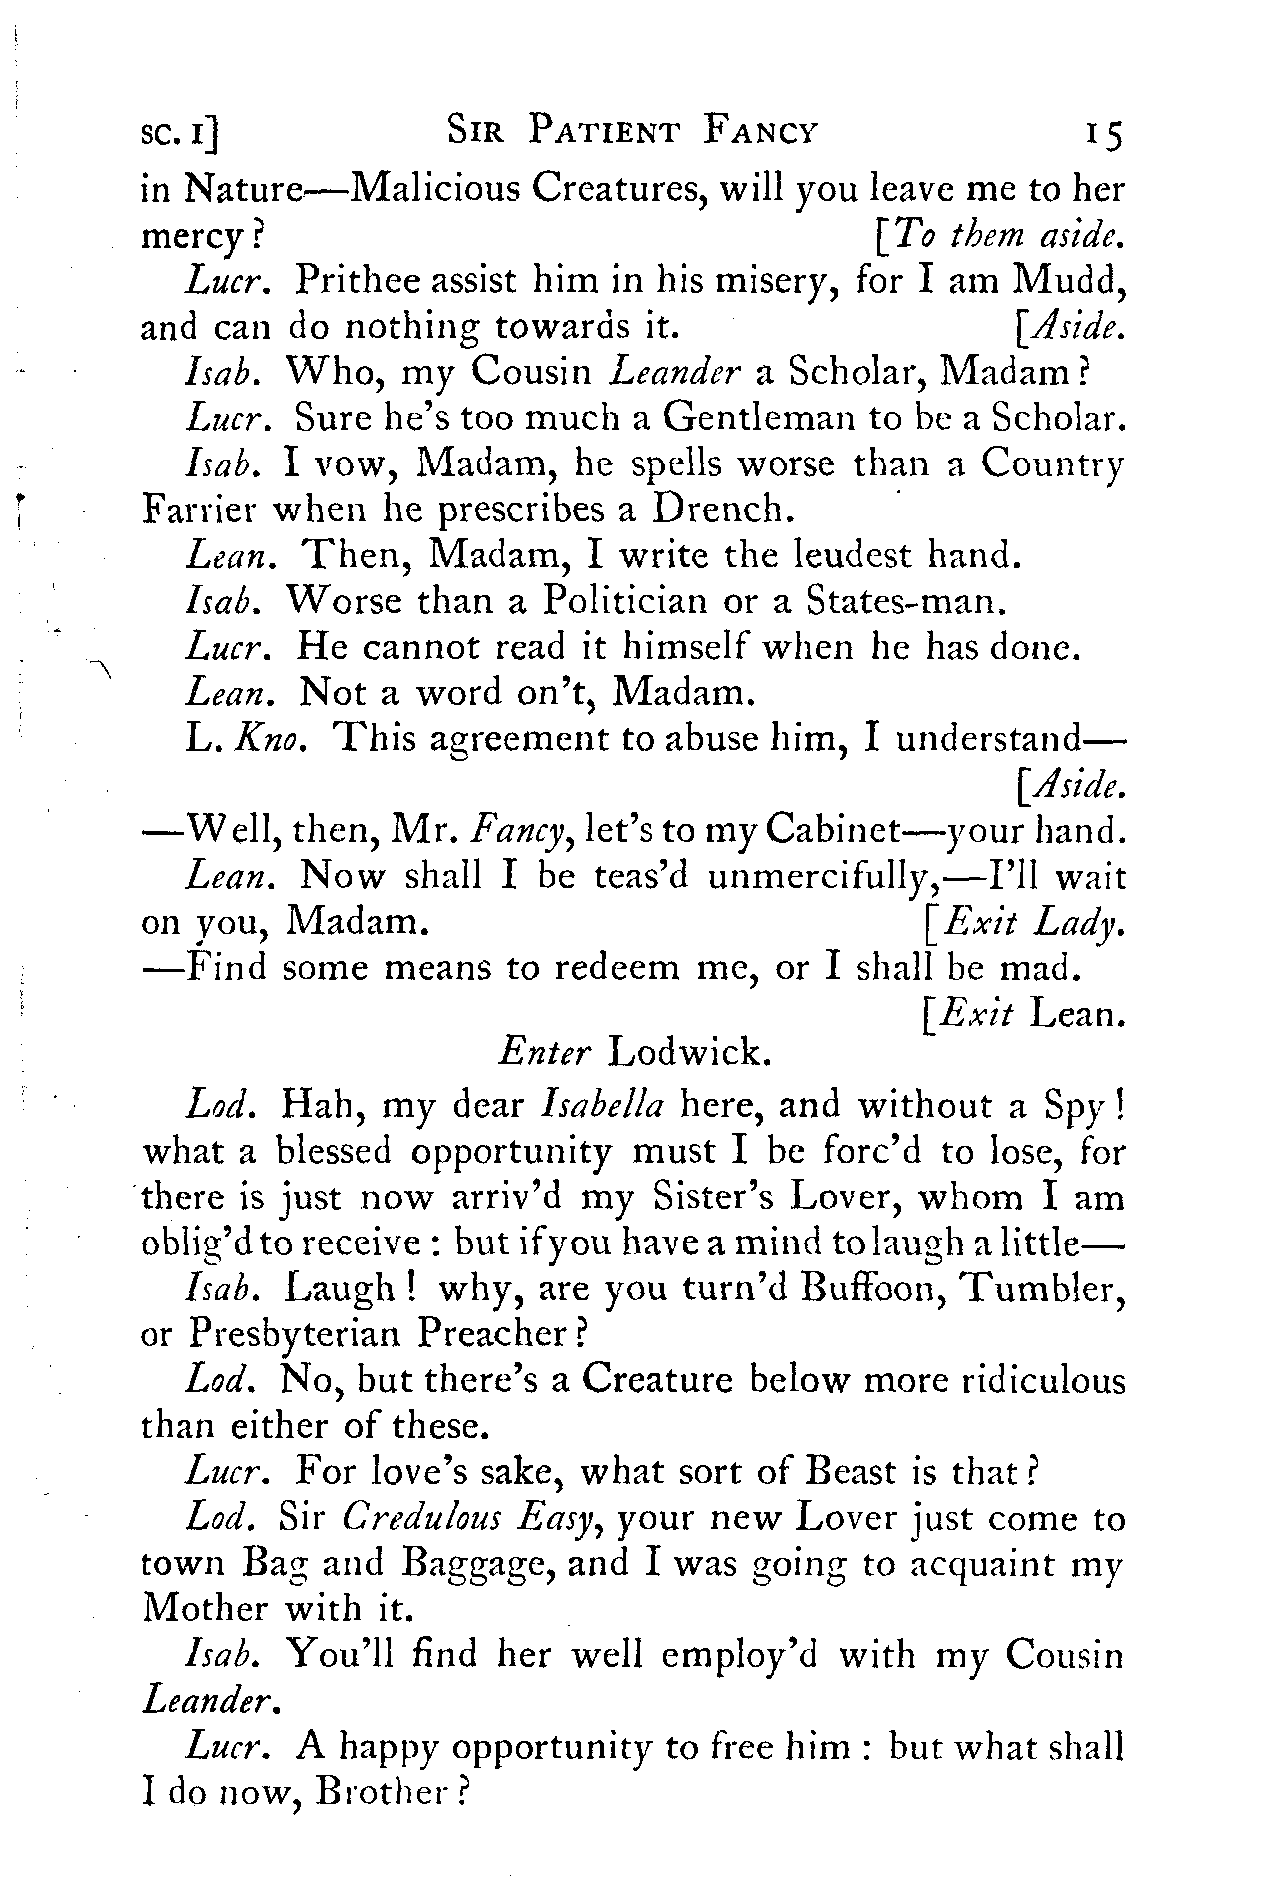 SC. I] SIR PATIENT FANCY 15
in Nature—Malicious Creatures, will you leave me to her
mercy? [To them aside.
Lucr. Prithee assist him in his misery, for I am Mudd,
and can do nothing towards it. [Aside.
Isab. Who, my Cousin Leander a Scholar, Madam?
Lucr. Sure he's too much a Gentleman to be a Scholar.
Isab. I vow, Madam, he spells worse than a Country
Farrier when he prescribes a Drench.
Lean. Then, Madam, I write the leudest hand.
Isab. Worse than a Politician or a States-man.
Lucr. He cannot read it himself when he has done.
Lean. Not a word on't, Madam.
L. Kno. This agreement to abuse him, I understand—
[Aside.
—Well, then, Mr. Fancy, let's to my Cabinet—your hand.
Lean. Now shall I be teas'd unmercifully,—I'll wait
on you, Madam. [Exit Lady.
—Find some means to redeem me, or I shall be mad.
[Exit Lean.
Enter Lodwick.
Lod. Hah, my dear Isabella here, and without a Spy!
what a blessed opportunity must I be forc'd to lose, for
there is just now arriv'd my Sister's Lover, whom I am
oblig'd to receive: but if you have a mind to laugh a little—
Isab. Laugh! why, are you turn'd Buffoon, Tumbler,
or Presbyterian Preacher?
Lod. No, but there's a Creature below more ridiculous
than either of these.
Lucr. For love's sake, what sort of Beast is that?
Lod. Sir Credulous Easy, your new Lover just come to
town Bag and Baggage, and I was going to acquaint my
Mother with it.
Isab. You'll find her well employ'd with my Cousin
Leander.
Lucr. A happy opportunity to free him: but what shall
I do now, Brother?